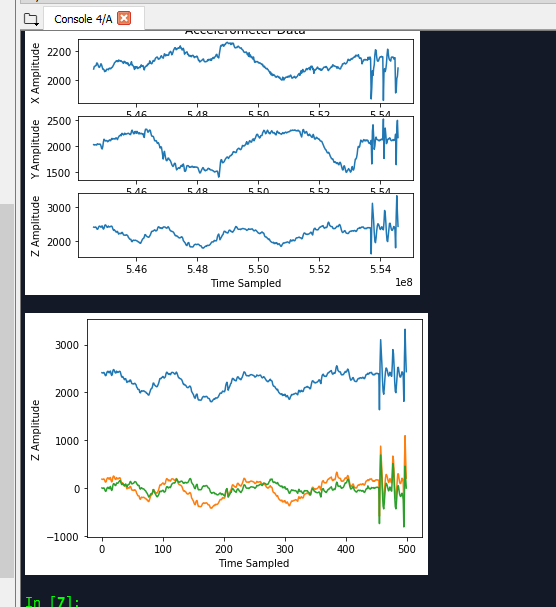 Console 4/A
Accelerometer Data
2200
2000
X Amplitude
5.46 5.48 5.50 5.52 5.54
2500
2000
1500
Y Amplitude
5.46 5.48 5.50 5.52 5.54
3000
2000
Z Amplitude
5.46 5.48 5.50 5.52 5.54
1e8
Time Sampled
3000
2000
1000
0
−1000
Z Amplitude
0 100 200 300 400 500
Time Sampled
In [7]: